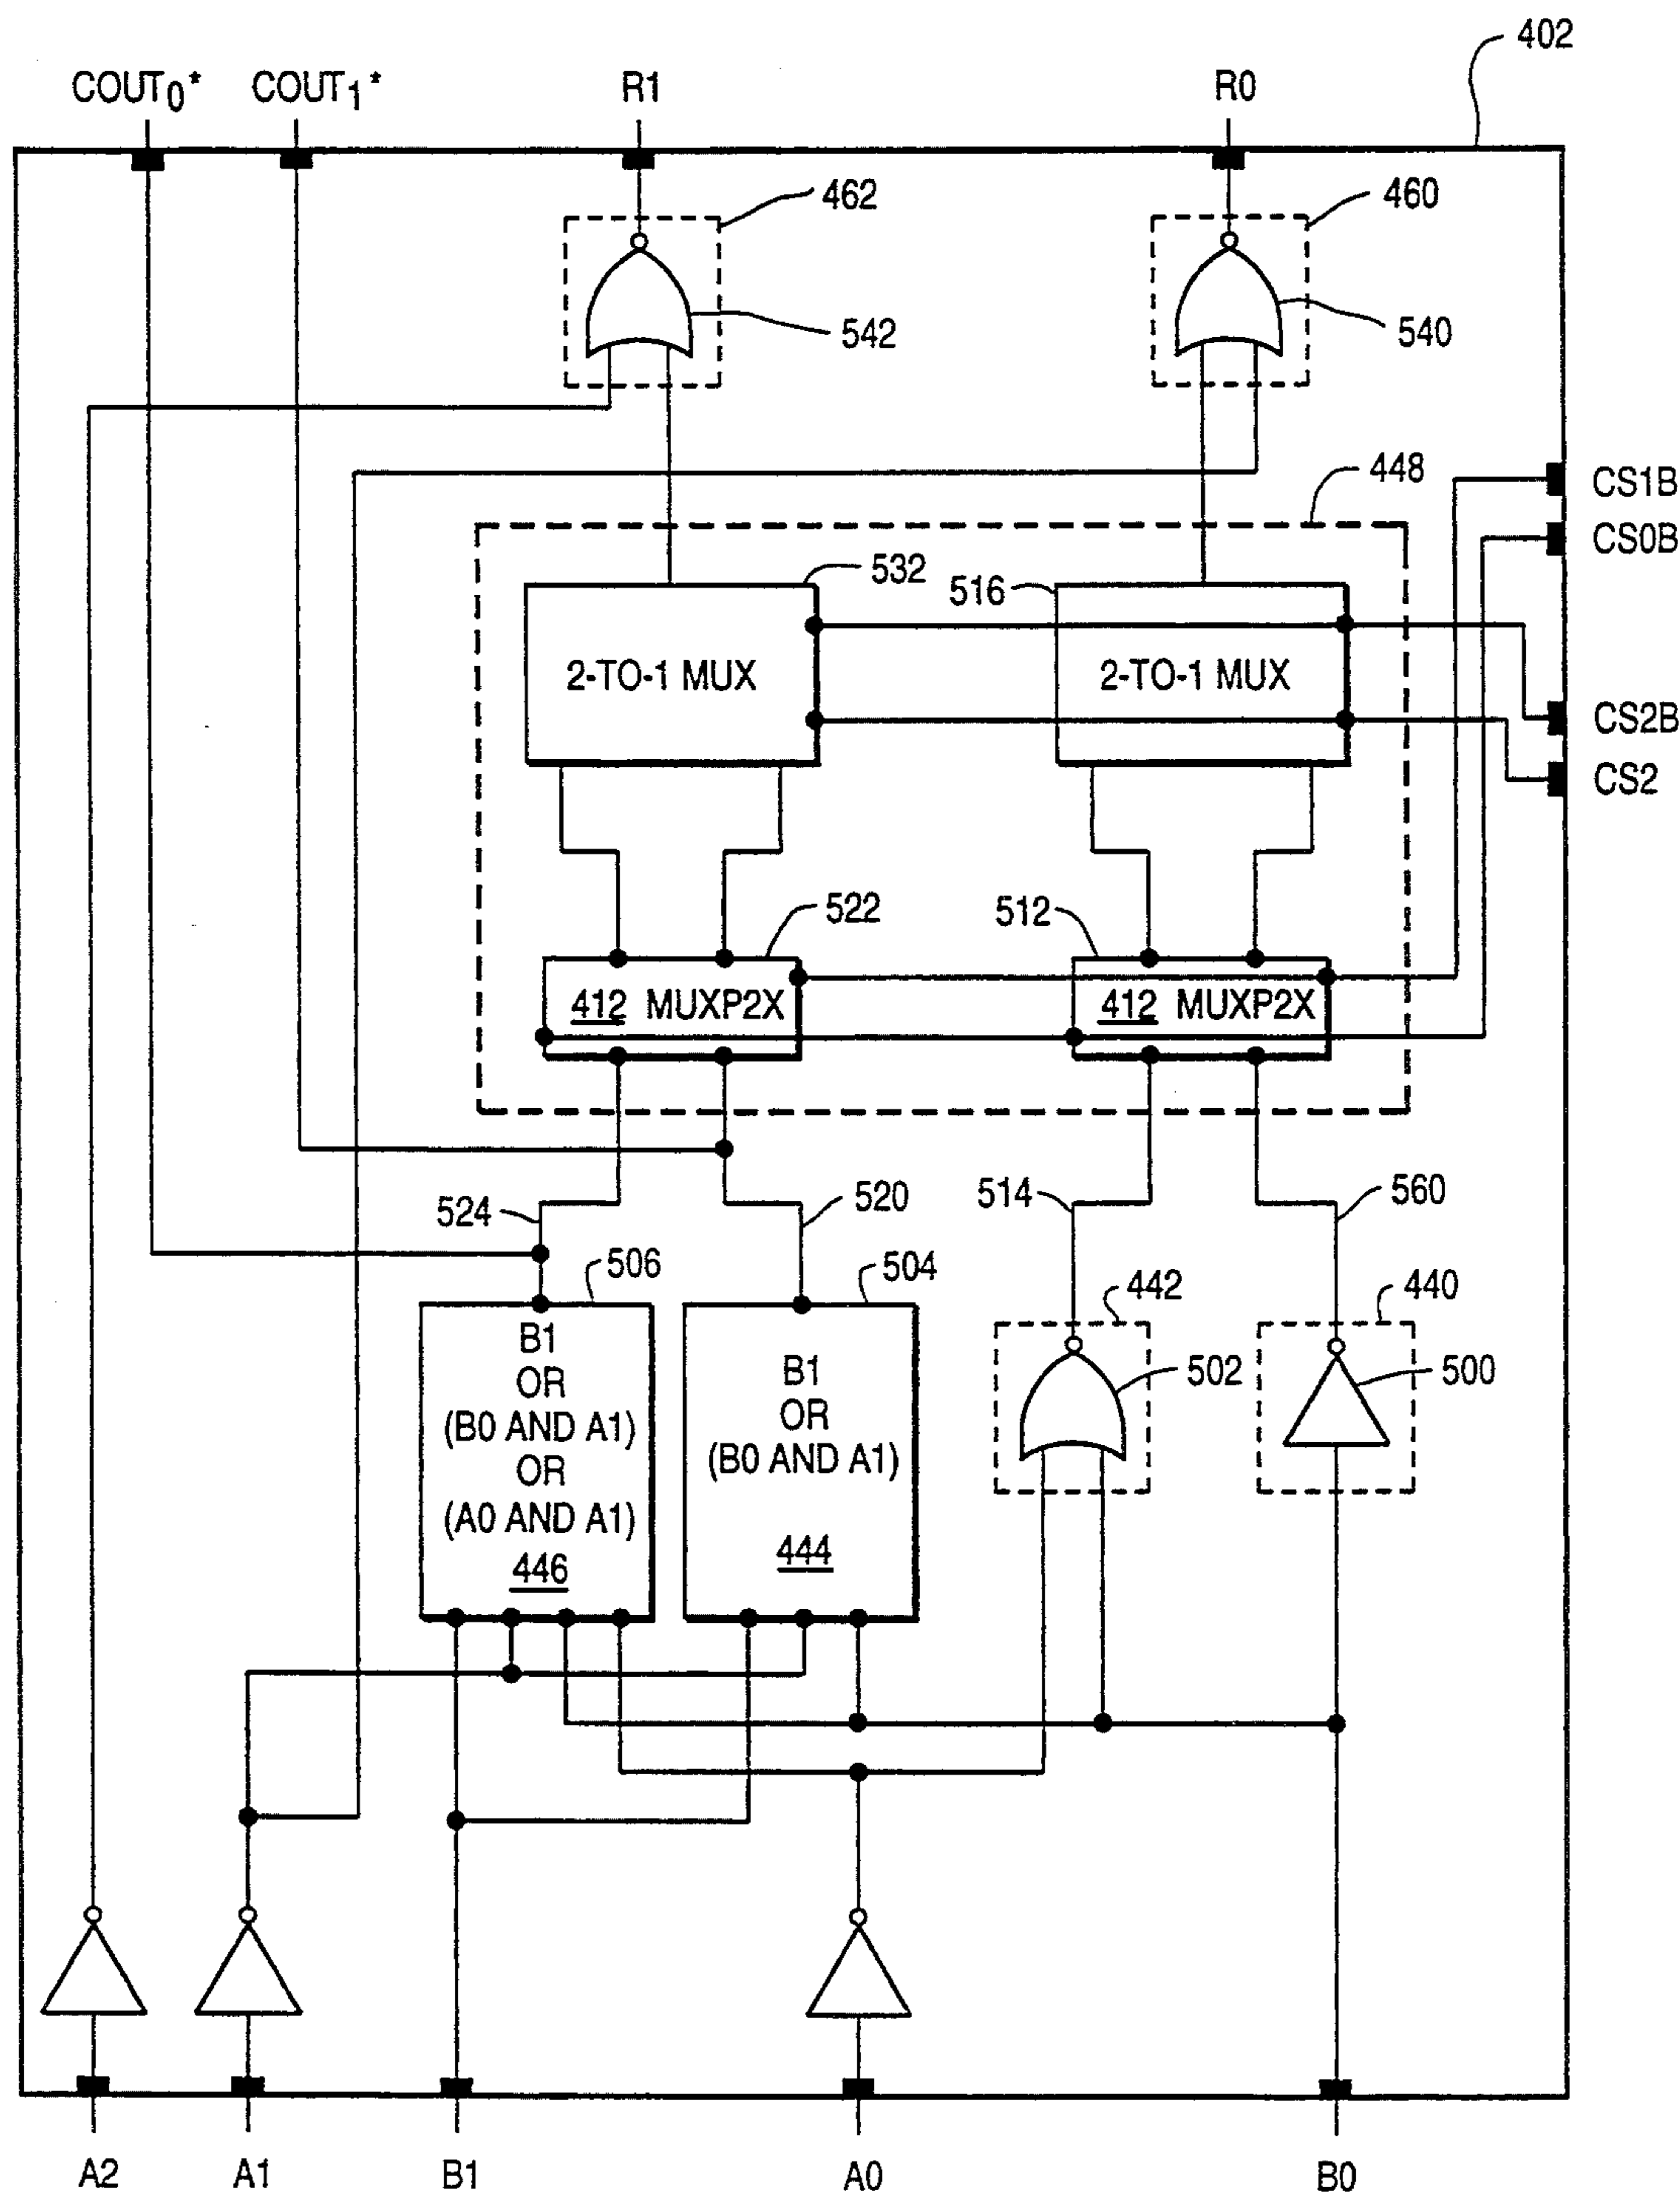 402
COUT0* COUT1* R1 R0
462 460
542 540
448
CS1B
CS0B
532 516
2-TO-1 MUX 2-TO-1 MUX
CS2B
CS2
522 512
412 MUXP2X 412 MUXP2X
524 520 514 560
506 504 442 440
B1
OR
(B0 AND A1)
OR
(A0 AND A1)
446
B1
OR
(B0 AND A1)
444
502 500
A2 A1 B1 A0 B0